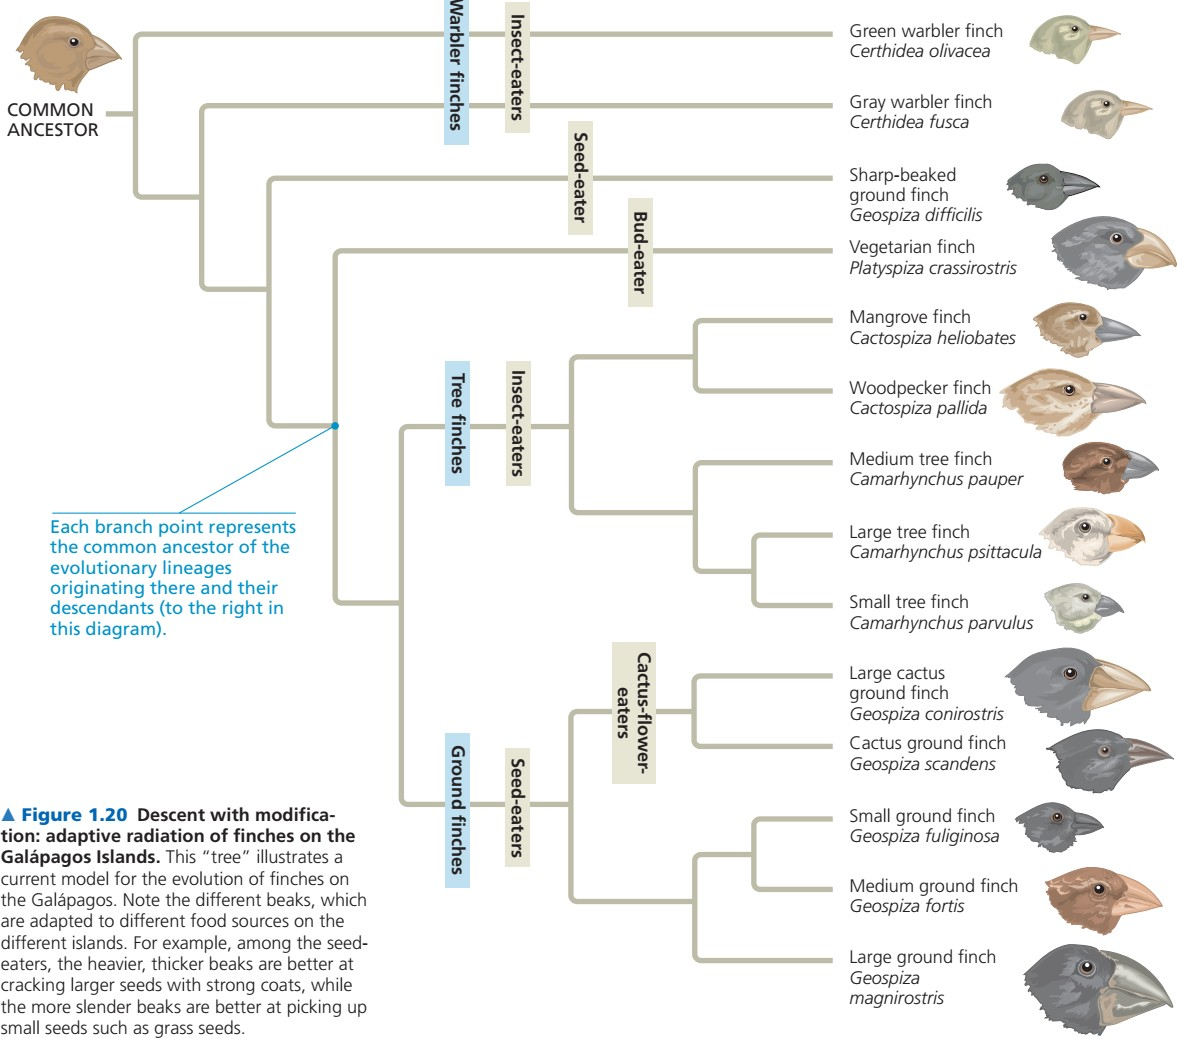 COMMON
ANCESTOR
Warbler finches
Insect-eaters
Green warbler finch
Certhidea olivacea
Gray warbler finch
Certhidea fusca
Seed-eater
Sharp-beaked
ground finch
Geospiza difficilis
Bud-eater
Vegetarian finch
Platyspiza crassirostris
Tree finches
Insect-eaters
Mangrove finch
Cactospiza heliobates
Woodpecker finch
Cactospiza pallida
Medium tree finch
Camarhynchus pauper
Large tree finch
Camarhynchus psittacula
Small tree finch
Camarhynchus parvulus
Each branch point represents
the common ancestor of the
evolutionary lineages
originating there and their
descendants (to the right in
this diagram).
Ground finches
Seed-eaters
Cactus-flower-
eaters
Large cactus
ground finch
Geospiza conirostris
Cactus ground finch
Geospiza scandens
Small ground finch
Geospiza fuliginosa
Medium ground finch
Geospiza fortis
Large ground finch
Geospiza
magnirostris
▲ Figure 1.20 Descent with modifica-
tion: adaptive radiation of finches on the
Galápagos Islands. This “tree” illustrates a
current model for the evolution of finches on
the Galápagos. Note the different beaks, which
are adapted to different food sources on the
different islands. For example, among the seed-
eaters, the heavier, thicker beaks are better at
cracking larger seeds with strong coats, while
the more slender beaks are better at picking up
small seeds such as grass seeds.